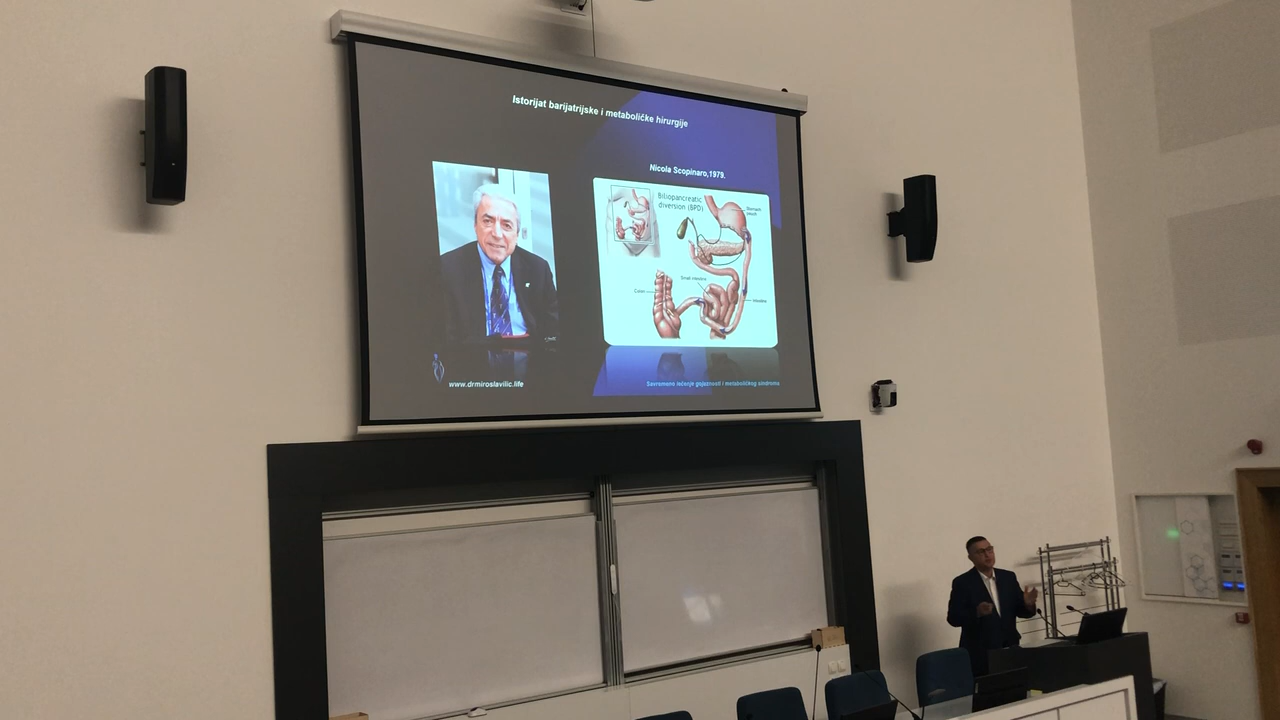 Istorijat barijatrijske i metaboličke hirurgije
Nicola Scopinaro,1979.
Biliopancreatic
diversion (BPD)
Stomach
Small intestine
Colon
www.drmiroslavilic.life
Savremeno lečenje gojaznosti i metaboličkog sindroma